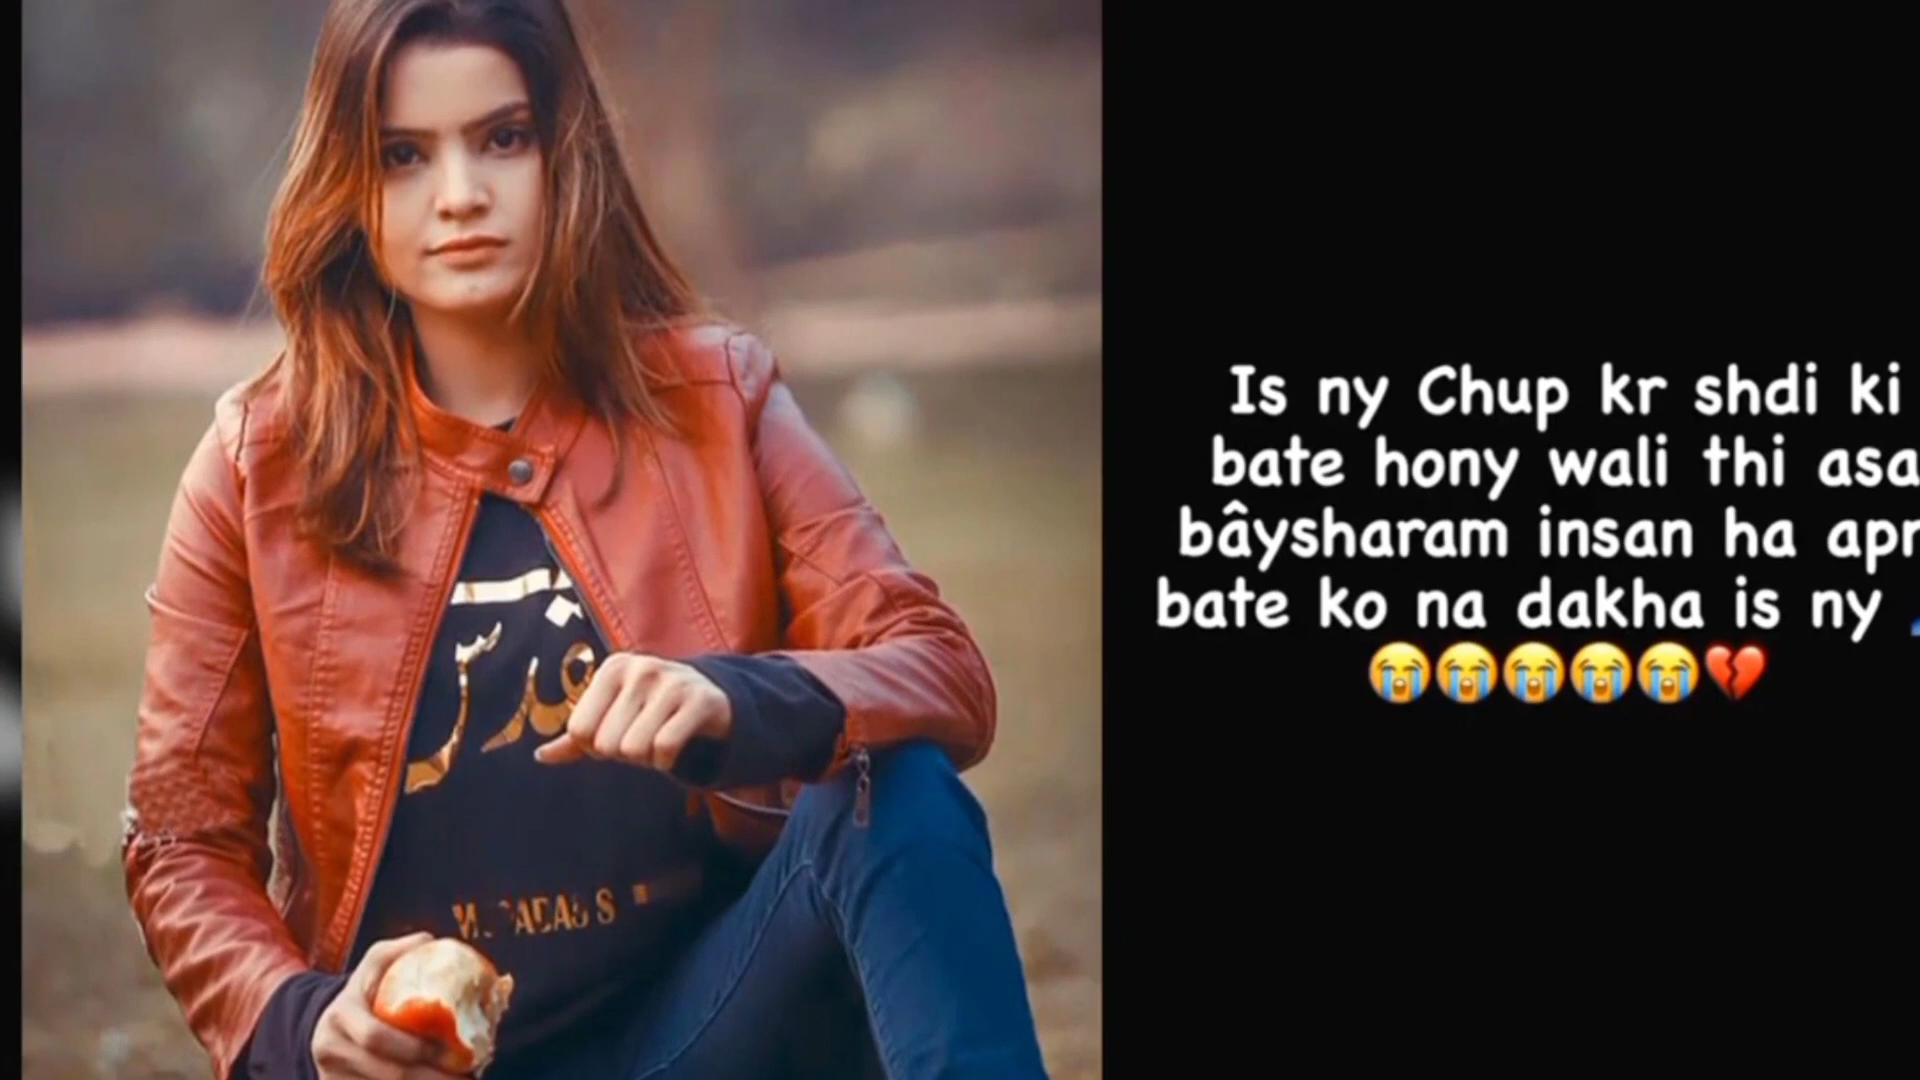 Is ny Chup kr shdi ki
bate hony wali thi asa
bâysharam insan ha
bate ko na dakha is ny
😭😭😭😭😭💔